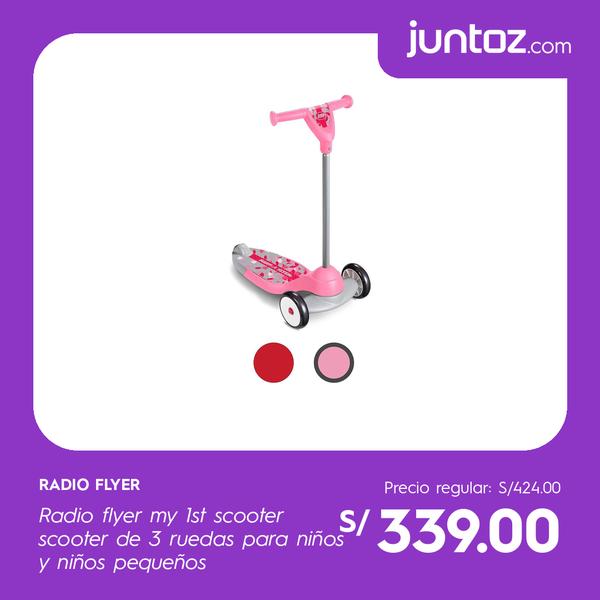 juntoz.com
RADIO FLYER
Radio flyer my 1st scooter
scooter de 3 ruedas para niños
y niños pequeños
Precio regular: S/424.00
S/ 339.00